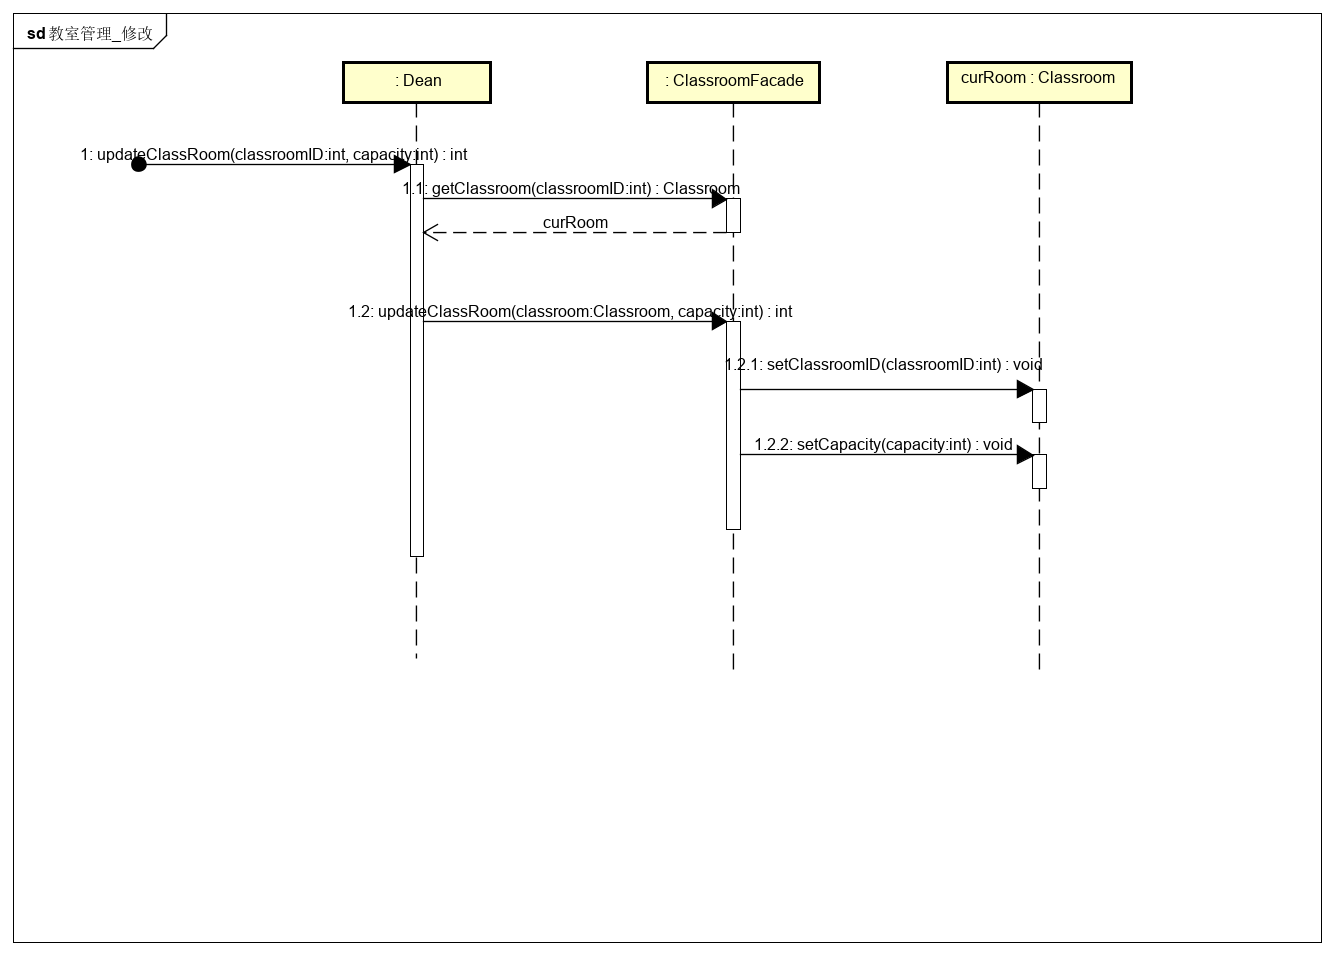 sd 教室管理_修改
: Dean
: ClassroomFacade
curRoom : Classroom
1: updateClassRoom(classroomID:int, capacity:int) : int
1.1: getClassroom(classroomID:int) : Classroom
curRoom
1.2: updateClassRoom(classroom:Classroom, capacity:int) : int
1.2.1: setClassroomID(classroomID:int) : void
1.2.2: setCapacity(capacity:int) : void